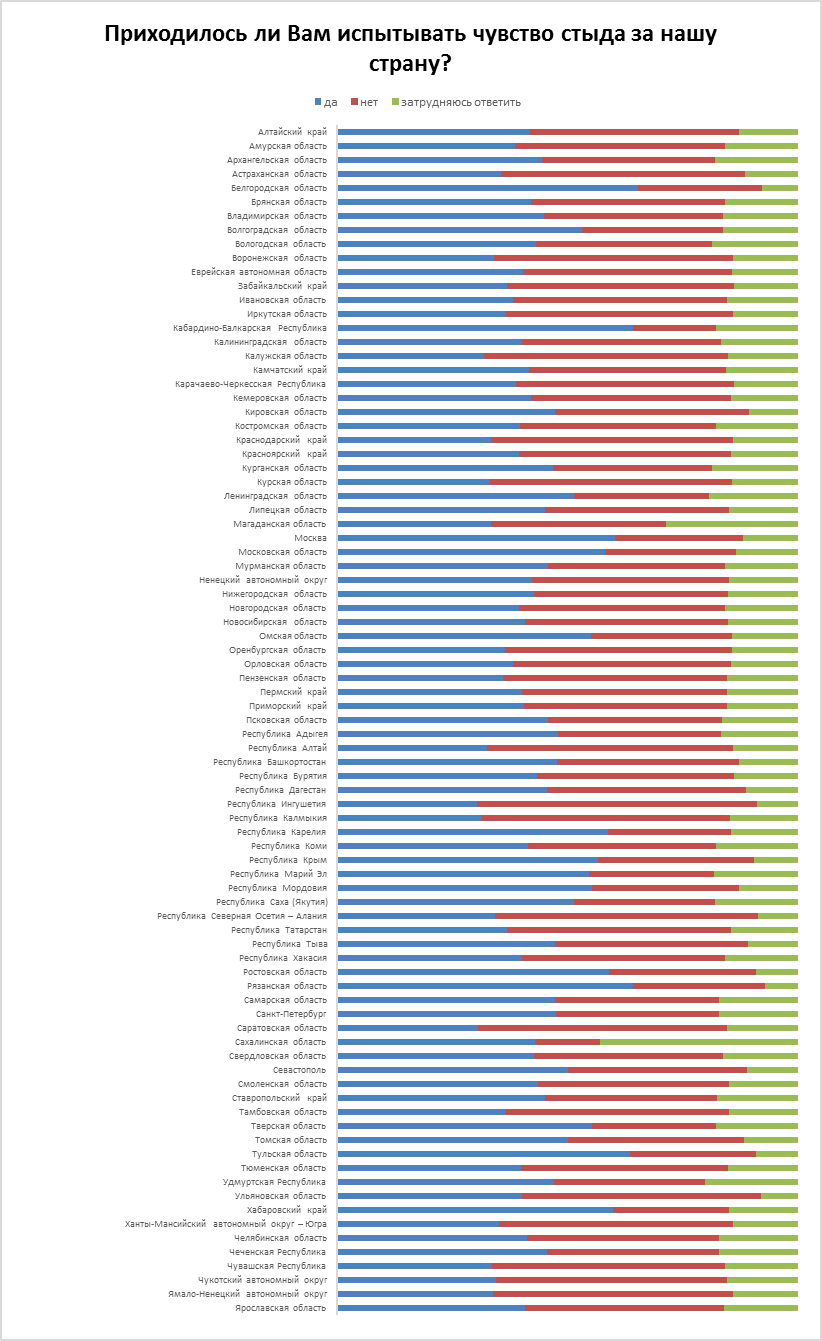 Приходилось ли Вам испытывать чувство стыда за нашу
страну?
да нет затрудняюсь ответить
Алтайский край
Амурская область
Архангельская область
Астраханская область
Белгородская область
Брянская область
Владимирская область
Волгоградская область
Вологодская область
Воронежская область
Еврейская автономная область
Забайкальский край
Ивановская область
Иркутская область
Кабардино-Балкарская Республика
Калининградская область
Калужская область
Камчатский край
Карачаево-Черкесская Республика
Кемеровская область
Кировская область
Костромская область
Краснодарский край
Красноярский край
Курганская область
Курская область
Ленинградская область
Липецкая область
Магаданская область
Москва
Московская область
Мурманская область
Ненецкий автономный округ
Нижегородская область
Новгородская область
Новосибирская область
Омская область
Оренбургская область
Орловская область
Пензенская область
Пермский край
Приморский край
Псковская область
Республика Адыгея
Республика Алтай
Республика Башкортостан
Республика Бурятия
Республика Дагестан
Республика Ингушетия
Республика Калмыкия
Республика Карелия
Республика Коми
Республика Крым
Республика Марий Эл
Республика Мордовия
Республика Саха (Якутия)
Республика Северная Осетия – Алания
Республика Татарстан
Республика Тыва
Республика Хакасия
Ростовская область
Рязанская область
Самарская область
Санкт-Петербург
Саратовская область
Сахалинская область
Свердловская область
Севастополь
Смоленская область
Ставропольский край
Тамбовская область
Тверская область
Томская область
Тульская область
Тюменская область
Удмуртская Республика
Ульяновская область
Хабаровский край
Ханты-Мансийский автономный округ – Югра
Челябинская область
Чеченская Республика
Чувашская Республика
Чукотский автономный округ
Ямало-Ненецкий автономный округ
Ярославская область